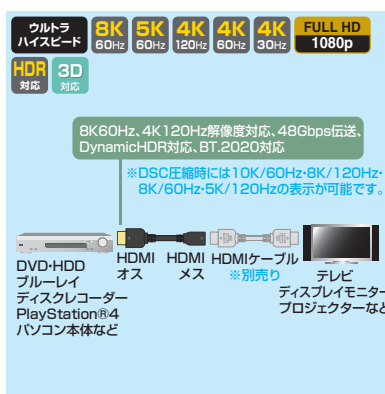 ウルトラ
ハイスピード
8K
60Hz
5K
60Hz
4K
120Hz
4K
60Hz
4K
30Hz
FULL HD
1080p
HDR
対応
3D
対応
8K60Hz、4K120Hz解像度対応、48Gbps伝送、
DynamicHDR対応、BT.2020対応
※DSC圧縮時には10K/60Hz・8K/120Hz・
8K/60Hz・5K/120Hzの表示が可能です。
DVD・HDD
ブルーレイ
ディスクレコーダー
PlayStation®4
パソコン本体など
HDMI
オス
HDMI
メス
HDMIケーブル
※別売り
テレビ
ディスプレイモニター
プロジェクターなど